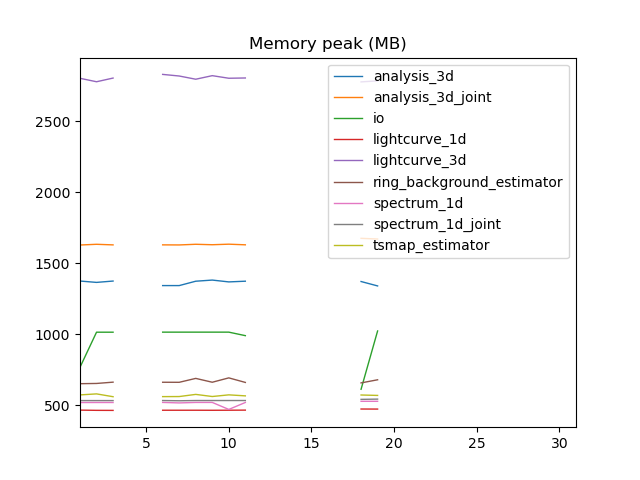 Memory peak (MB)
2500
2000
1500
1000
500
5
10
15
20
25
30
analysis_3d
analysis_3d_joint
io
lightcurve_1d
lightcurve_3d
ring_background_estimator
spectrum_1d
spectrum_1d_joint
tsmap_estimator